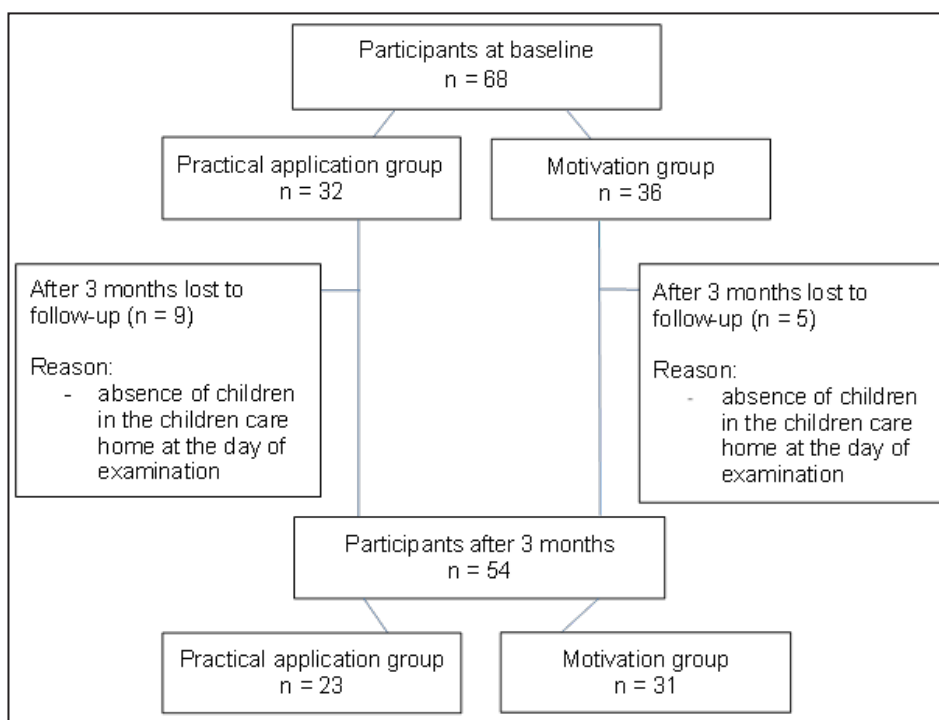 Participants at baseline
n = 68
Practical application group
n = 32
Motivation group
n = 36
After 3 months lost to
follow-up (n = 9)
Reason:
- absence of children
in the children care
home at the day of
examination
After 3 months lost to
follow-up (n = 5)
Reason:
- absence of children
in the children care
home at the day of
examination
Participants after 3 months
n = 54
Practical application group
n = 23
Motivation group
n = 31